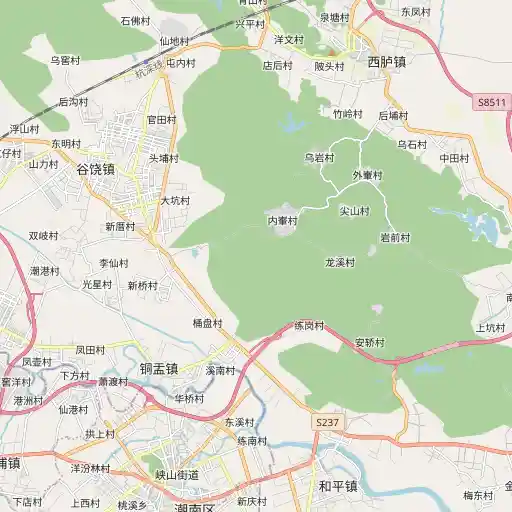 青山村
石佛村
兴平村
泉塘村
东凤村
仙地村
洋文村
乌窖村
屯内村
店后村
陂头村
西胪镇
杭深线
后沟村
竹岭村
S8511
官田村
后埔村
浮山村
东明村
乌石村
山力村
头埔村
乌岩村
中田村
谷饶镇
外輋村
大坑村
尖山村
内輋村
新厝村
双岐村
岩前村
李仙村
龙溪村
潮港村
光星村
新桥村
桶盘村
练岗村
上坑村
安轿村
凤田村
凤壶村
铜盂镇
溪南村
下方村
萧渡村
窖洋村
港洲村
华桥村
仙港村
东溪村
S237
拱上村
练南村
埔镇
洋汾林村
峡山街道
和平镇
梅东村
下店村
上西村
桃溪乡
潮南区
新庆村